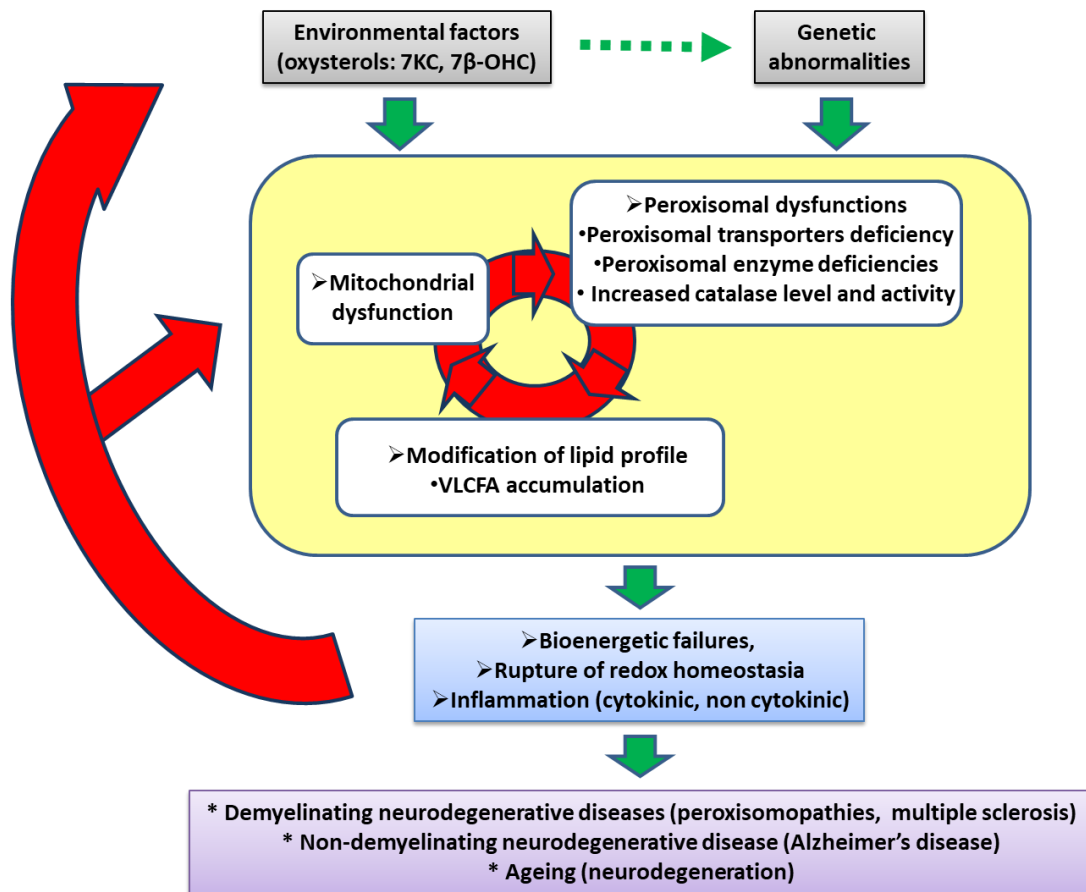 Environmental factors
(oxysterols: 7KC, 7β-OHC)
Genetic
abnormalities
➢Peroxisomal dysfunctions
•Peroxisomal transporters deficiency
•Peroxisomal enzyme deficiencies
• Increased catalase level and activity
➢Mitochondrial
dysfunction
➢Modification of lipid profile
•VLCFA accumulation
➢Bioenergetic failures,
➢Rupture of redox homeostasia
➢Inflammation (cytokinic, non cytokinic)
* Demyelinating neurodegenerative diseases (peroxisomopathies, multiple sclerosis)
* Non-demyelinating neurodegenerative disease (Alzheimer's disease)
* Ageing (neurodegeneration)